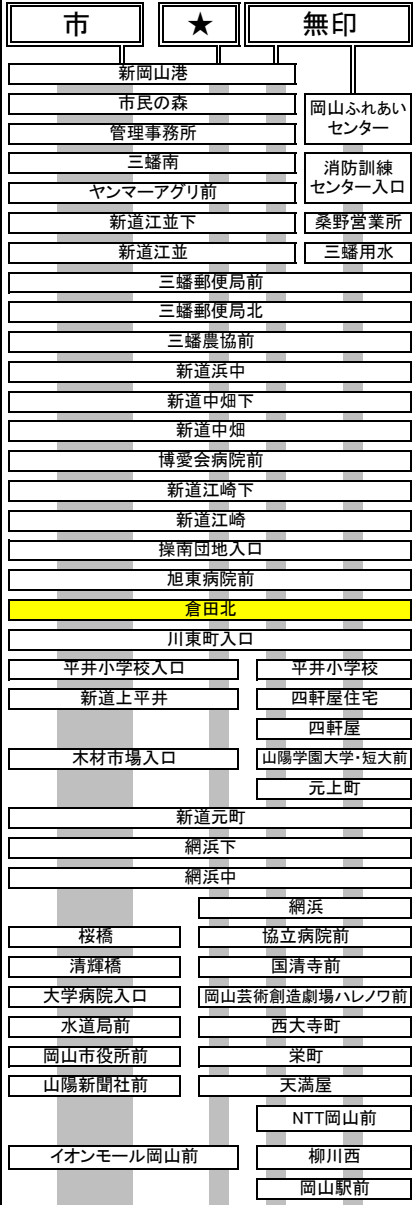 市 ★ 無印
新岡山港
市民の森 岡山ふれあい
センター
管理事務所
三蟠南 消防訓練
センター入口
ヤンマーアグリ前
新道江並下 桑野営業所
新道江並 三蟠用水
三蟠郵便局前
三蟠郵便局北
三蟠農協前
新道浜中
新道中畑下
新道中畑
博愛会病院前
新道江崎下
新道江崎
操南団地入口
旭東病院前
倉田北
川東町入口
平井小学校入口 平井小学校
新道上平井 四軒屋住宅
四軒屋
木材市場入口 山陽学園大学・短大前
元上町
新道元町
網浜下
網浜中
網浜
桜橋 協立病院前
清輝橋 国清寺前
大学病院入口 岡山芸術創造劇場ハレノワ前
水道局前 西大寺町
岡山市役所前 栄町
山陽新聞社前 天満屋
NTT岡山前
イオンモール岡山前 柳川西
岡山駅前